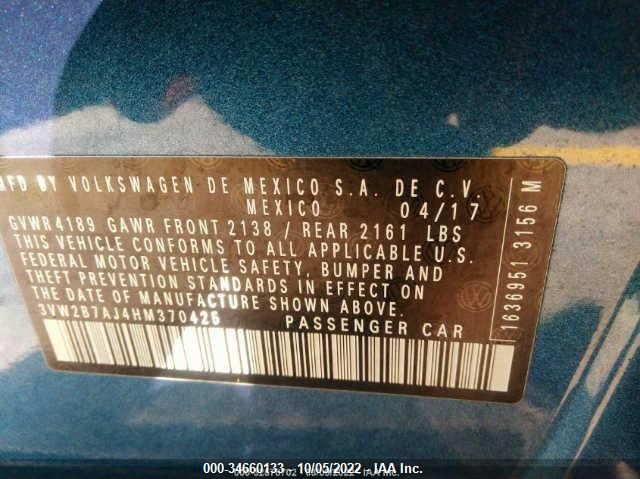 MFD BY VOLKSWAGEN DE MEXICO S.A. DE C.V.
MEXICO 04/17
GVWR 4189 GAWR FRONT 2138 / REAR 2161 LBS
THIS VEHICLE CONFORMS TO ALL APPLICABLE U.S.
FEDERAL MOTOR VEHICLE SAFETY, BUMPER AND
THEFT PREVENTION STANDARDS IN EFFECT ON
THE DATE OF MANUFACTURE SHOWN ABOVE.
3VW2B7AJ4HM370426 PASSENGER CAR
1636951 3156 M
000-34660133 - 10/05/2022 - IAA Inc.